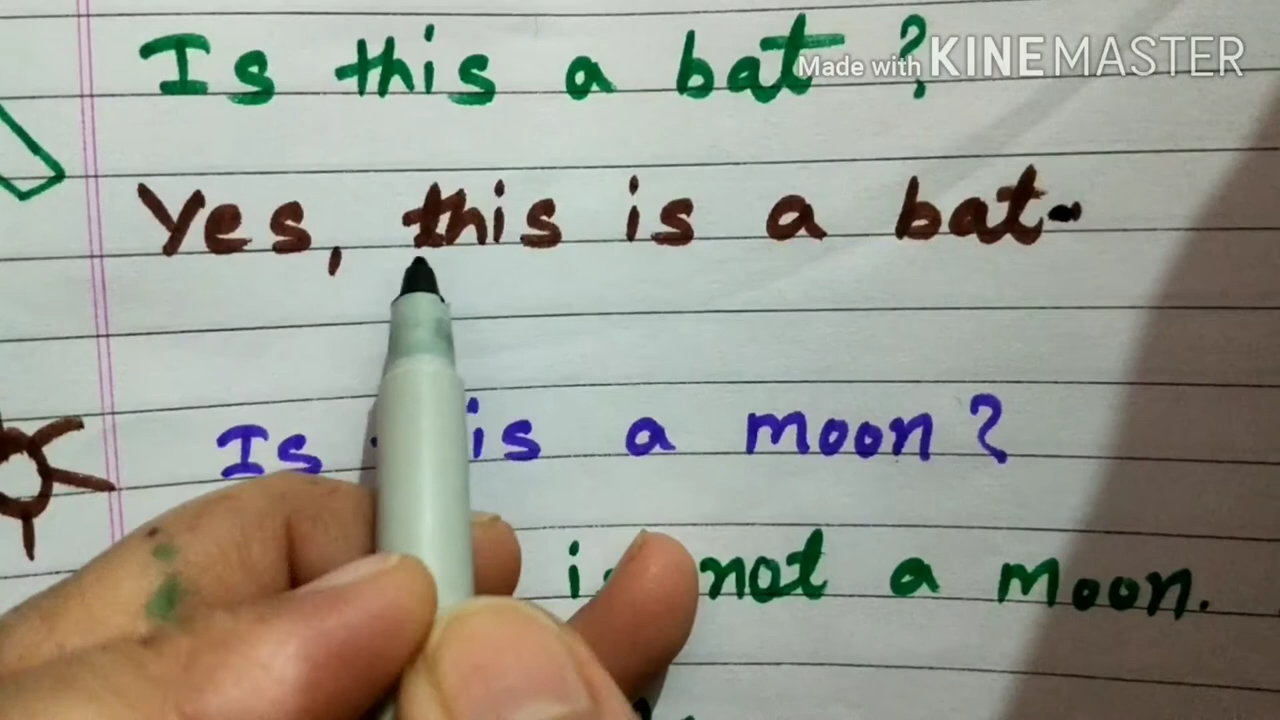 Is this a bat ?
Made with KINEMASTER
Yes, this is a bat.
Is is a moon?
not a moon.